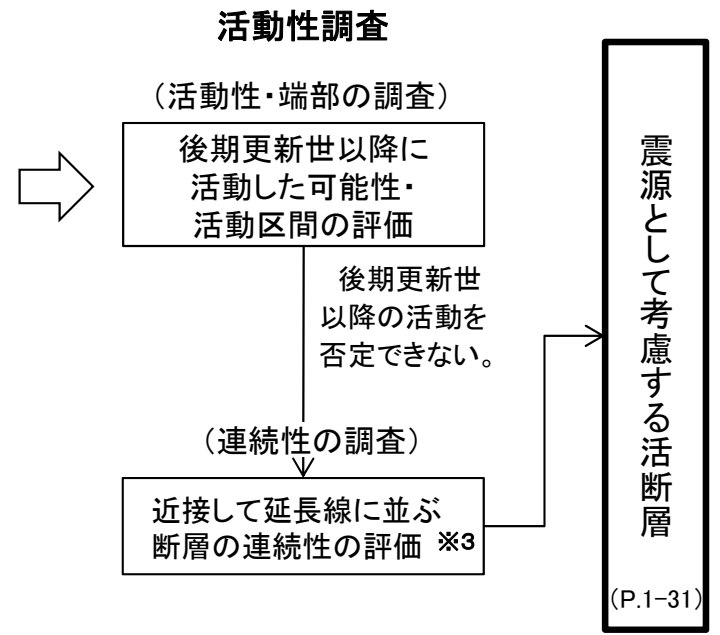 活動性調査
（活動性・端部の調査）
後期更新世以降に
活動した可能性・
活動区間の評価
後期更新世
以降の活動を
否定できない。
（連続性の調査）
近接して延長線に並ぶ
断層の連続性の評価 ※3
震源として考慮する活断層
（P.1-31）